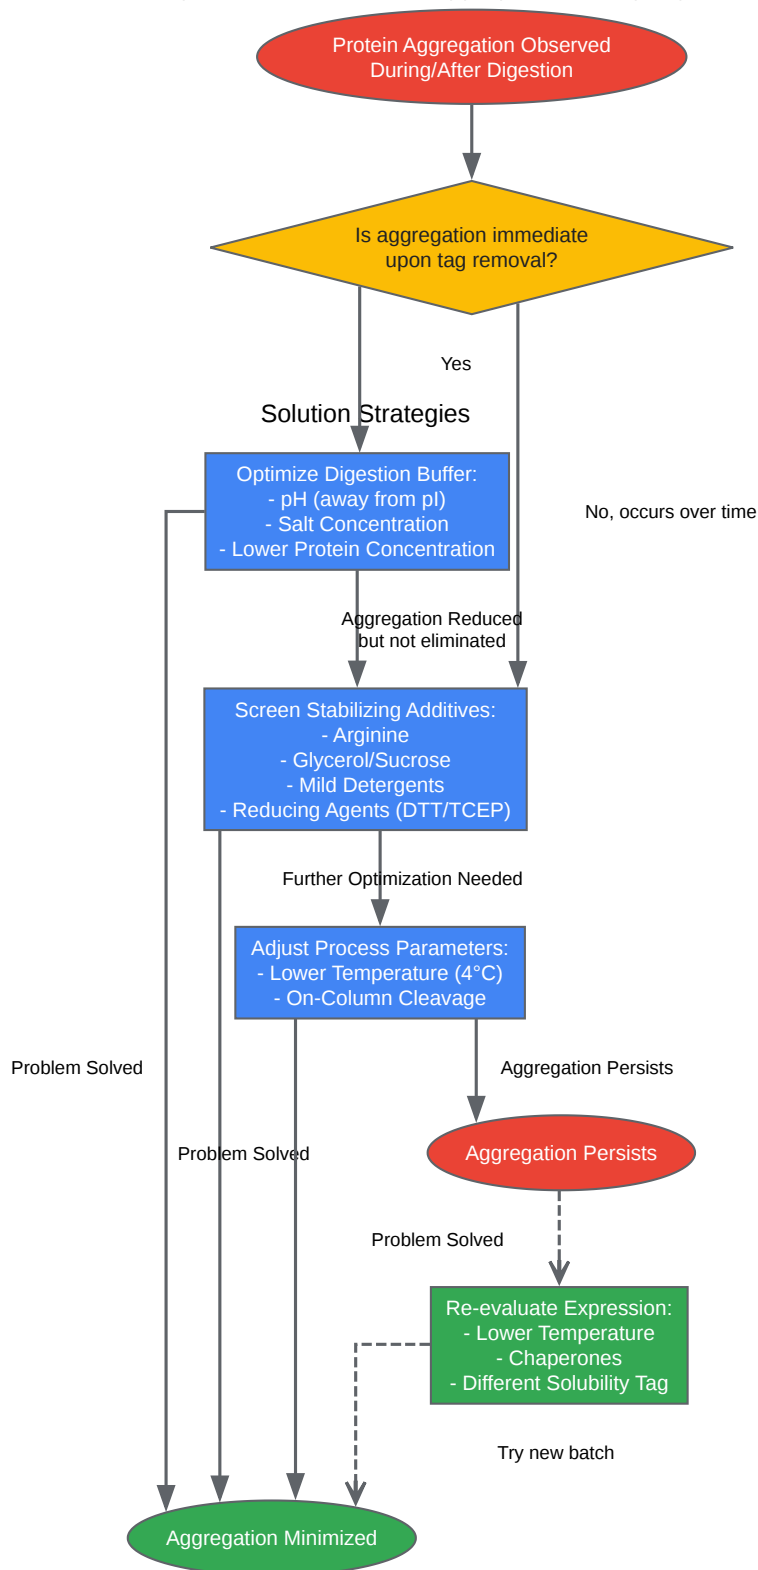 Protein Aggregation Observed
During/After Digestion
Is aggregation immediate
upon tag removal?
Yes
Solution Strategies
Optimize Digestion Buffer:
- pH (away from pI)
- Salt Concentration
- Lower Protein Concentration
No, occurs over time
Aggregation Reduced
but not eliminated
Screen Stabilizing Additives:
- Arginine
- Glycerol/Sucrose
- Mild Detergents
- Reducing Agents (DTT/TCEP)
Further Optimization Needed
Adjust Process Parameters:
- Lower Temperature (4°C)
- On-Column Cleavage
Problem Solved
Aggregation Persists
Problem Solved
Aggregation Persists
Problem Solved
Re-evaluate Expression:
- Lower Temperature
- Chaperones
- Different Solubility Tag
Try new batch
Aggregation Minimized